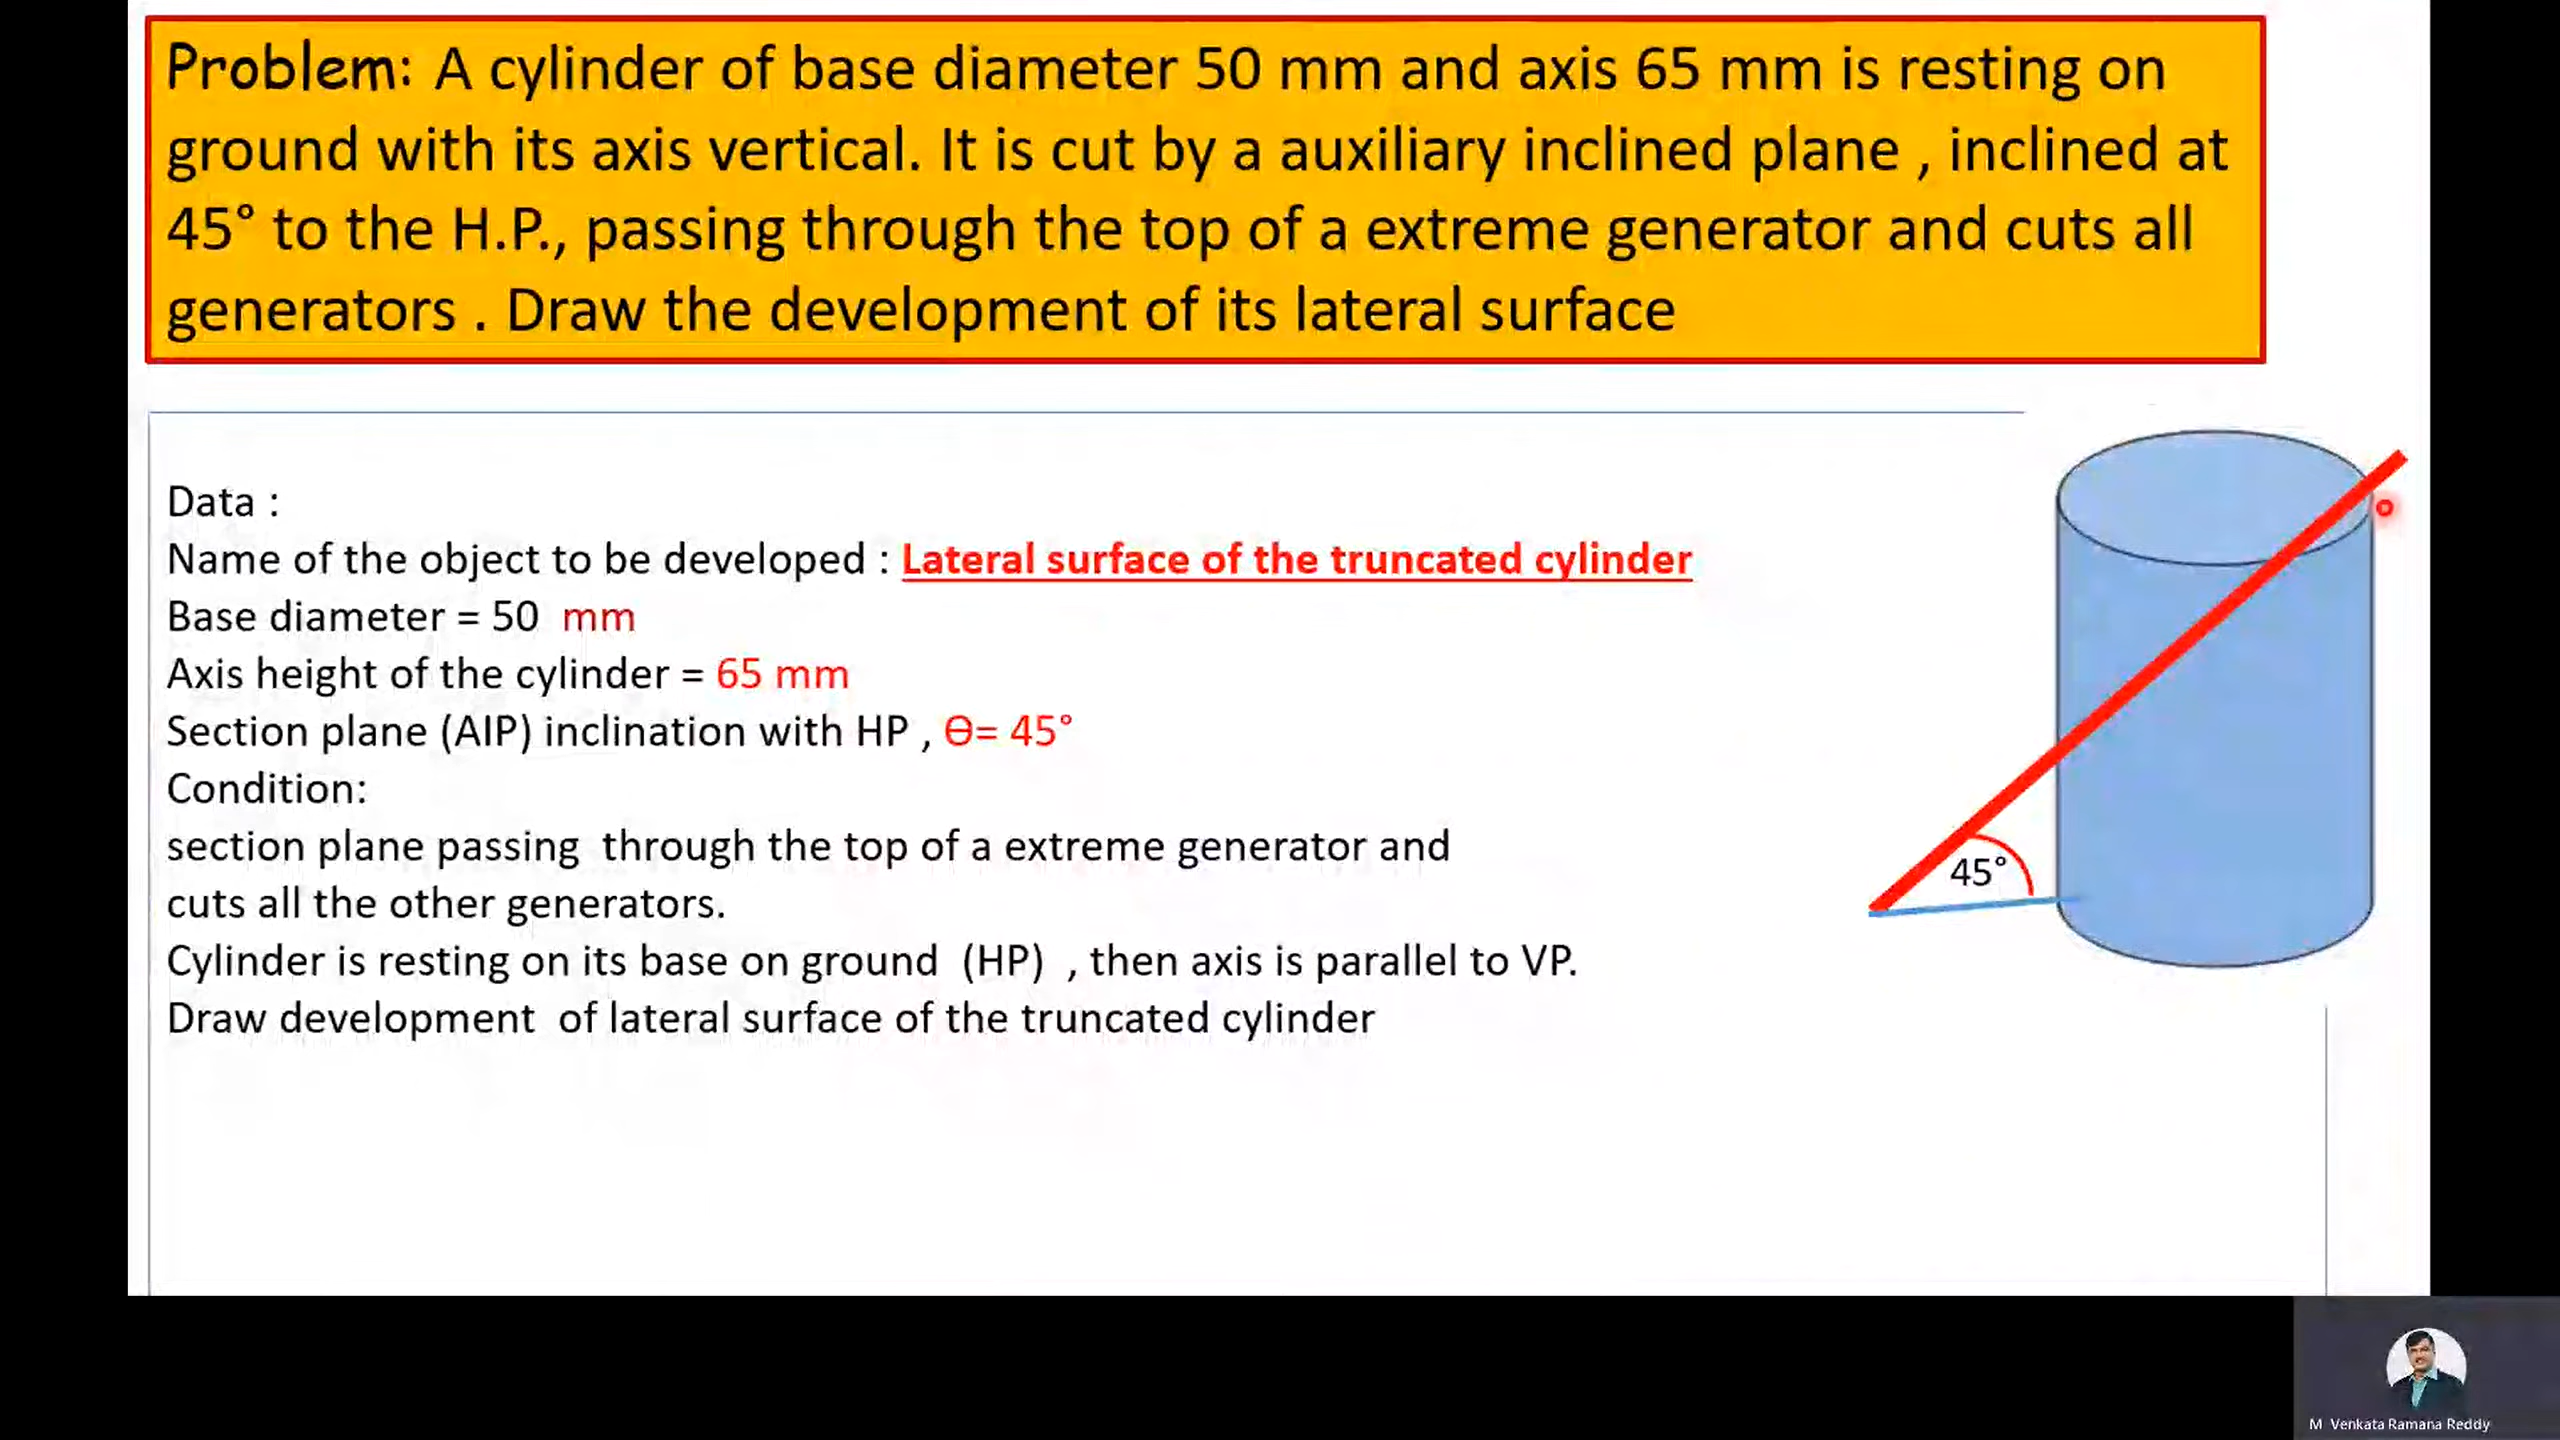 Problem: A cylinder of base diameter 50 mm and axis 65 mm is resting on
ground with its axis vertical. It is cut by a auxiliary inclined plane , inclined at
45° to the H.P., passing through the top of a extreme generator and cuts all
generators . Draw the development of its lateral surface
Data :
Name of the object to be developed : Lateral surface of the truncated cylinder
Base diameter = 50 mm
Axis height of the cylinder = 65 mm
Section plane (AIP) inclination with HP , ϴ= 45°
Condition:
section plane passing through the top of a extreme generator and
cuts all the other generators.
Cylinder is resting on its base on ground (HP) , then axis is parallel to VP.
Draw development of lateral surface of the truncated cylinder
45°
M Venkata Ramana Reddy